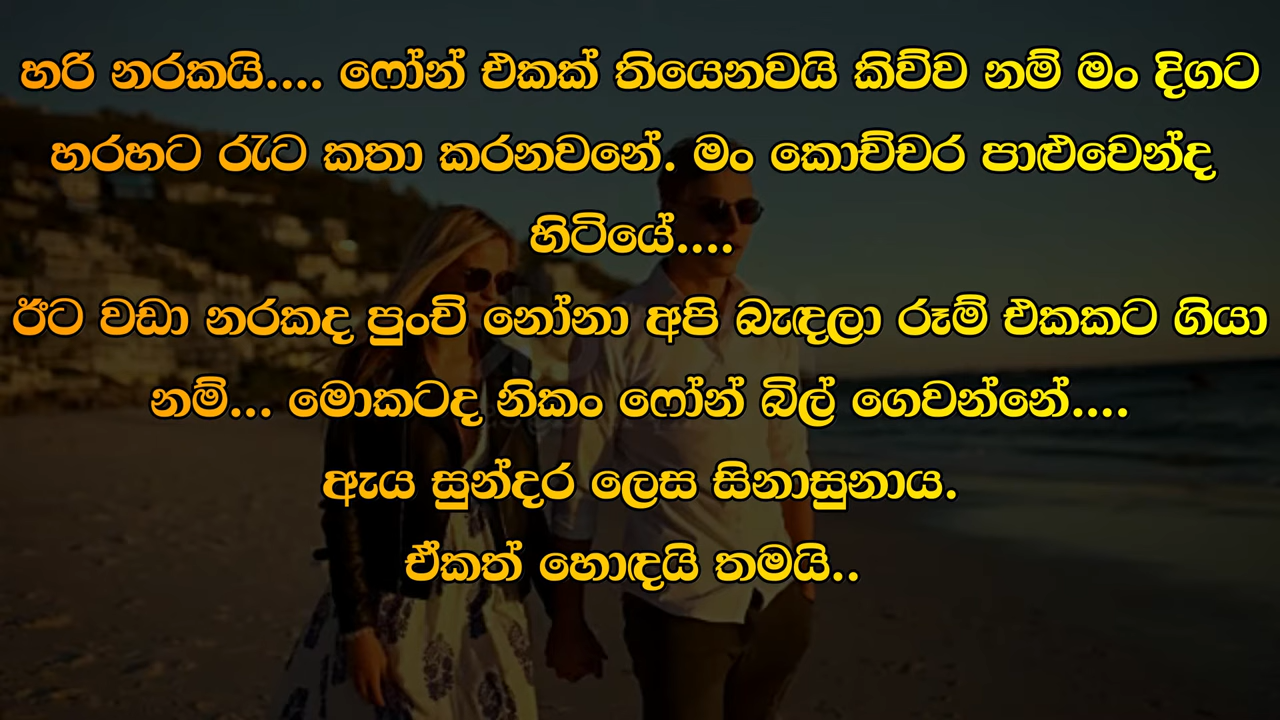 හරි නරකයි.... ෆෝන් එකක් තියෙනවයි කිව්ව නම් මං දිගට
හරහට රෑට කතා කරනවනේ. මං කොච්චර පාළුවෙන්ද
හිටියේ....
ඊට වඩා නරකද පුංචි නෝනා අපි බැඳලා රූම් එකකට ගියා
නම්... මොකටද නිකං ෆෝන් බිල් ගෙවන්නේ....
ඇය සුන්දර ලෙස සිනාසුනාය.
ඒකත් හොඳයි තමයි..